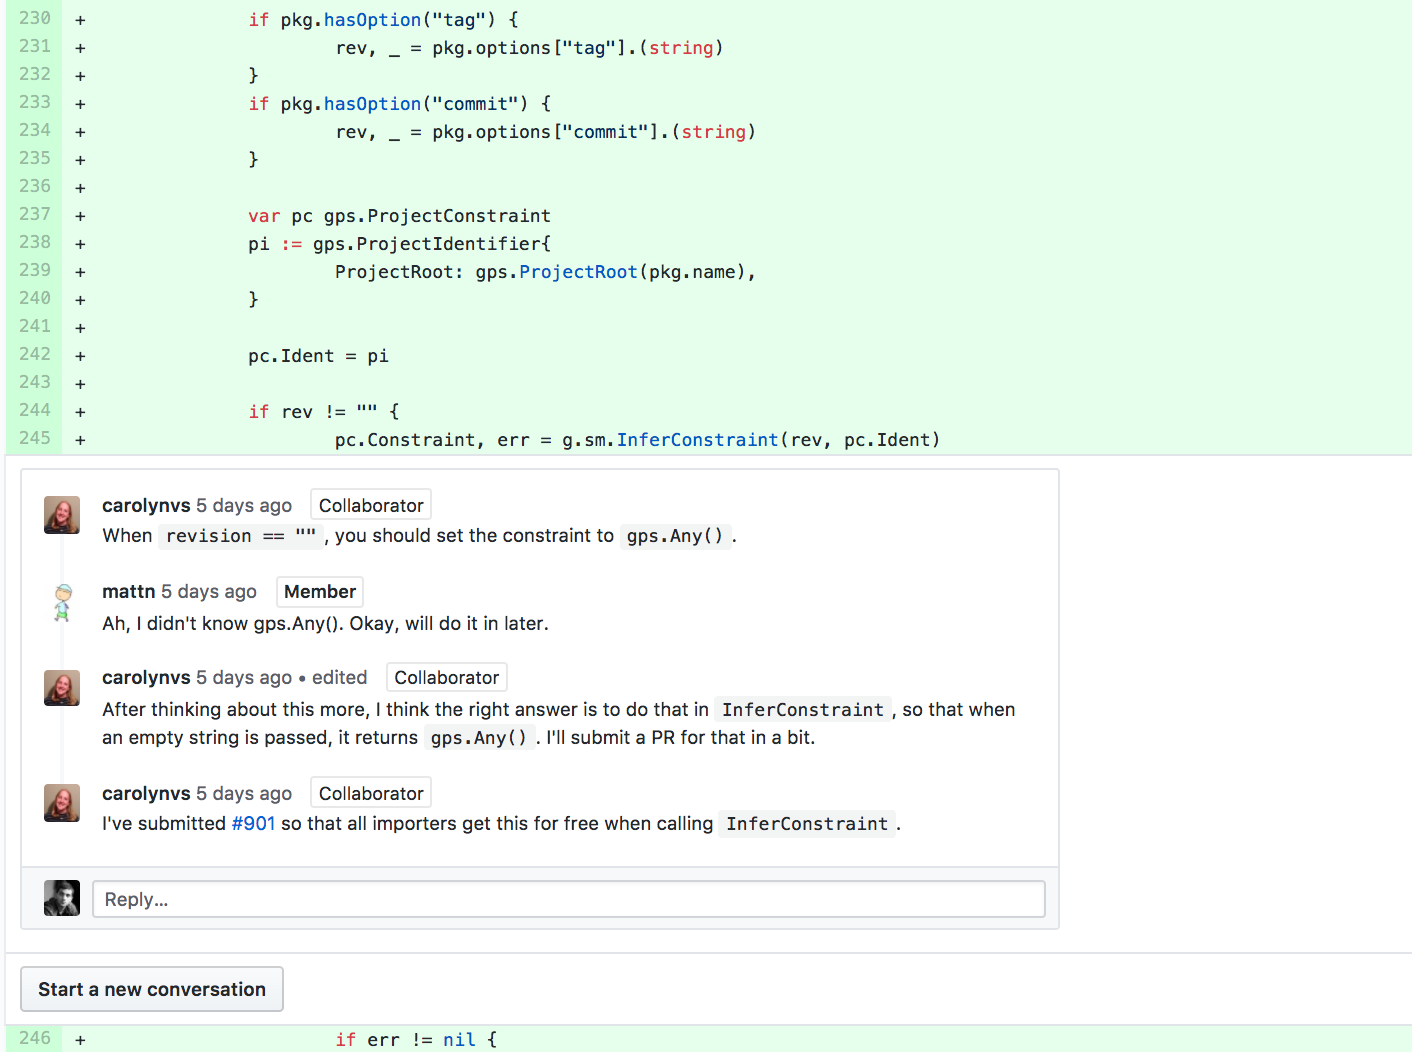 230 + if pkg.hasOption("tag") {
231 + rev, _ = pkg.options["tag"].(string)
232 + }
233 + if pkg.hasOption("commit") {
234 + rev, _ = pkg.options["commit"].(string)
235 + }
236 +
237 + var pc gps.ProjectConstraint
238 + pi := gps.ProjectIdentifier{
239 + ProjectRoot: gps.ProjectRoot(pkg.name),
240 + }
241 +
242 + pc.Ident = pi
243 +
244 + if rev != "" {
245 + pc.Constraint, err = g.sm.InferConstraint(rev, pc.Ident)
carolynvs 5 days ago Collaborator
When revision == "" , you should set the constraint to gps.Any() .
mattn 5 days ago Member
Ah, I didn't know gps.Any(). Okay, will do it in later.
carolynvs 5 days ago • edited Collaborator
After thinking about this more, I think the right answer is to do that in InferConstraint , so that when
an empty string is passed, it returns gps.Any() . I'll submit a PR for that in a bit.
carolynvs 5 days ago Collaborator
I've submitted #901 so that all importers get this for free when calling InferConstraint .
Reply...
Start a new conversation
246 + if err != nil {